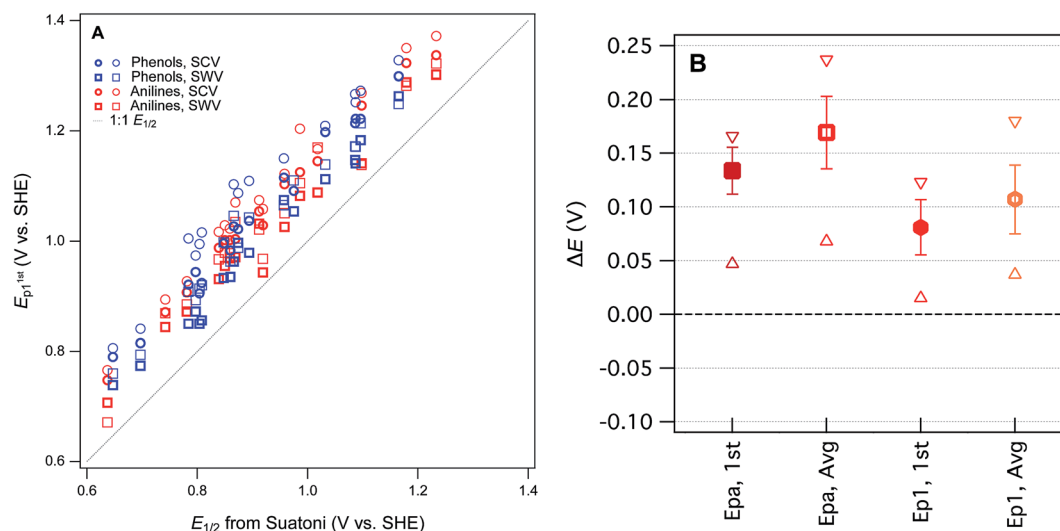 A
Phenols, SCV
Phenols, SWV
Anilines, SCV
Anilines, SWV
1:1 E1/2
1.4
1.2
1.0
0.8
0.6
0.6
0.8
1.0
1.2
1.4
Ep1 1st (V vs. SHE)
E1/2 from Suatoni (V vs. SHE)
B
0.25
0.20
0.15
0.10
0.05
0.00
-0.05
-0.10
ΔE (V)
Epa, 1st
Epa, Avg
Ep1, 1st
Ep1, Avg